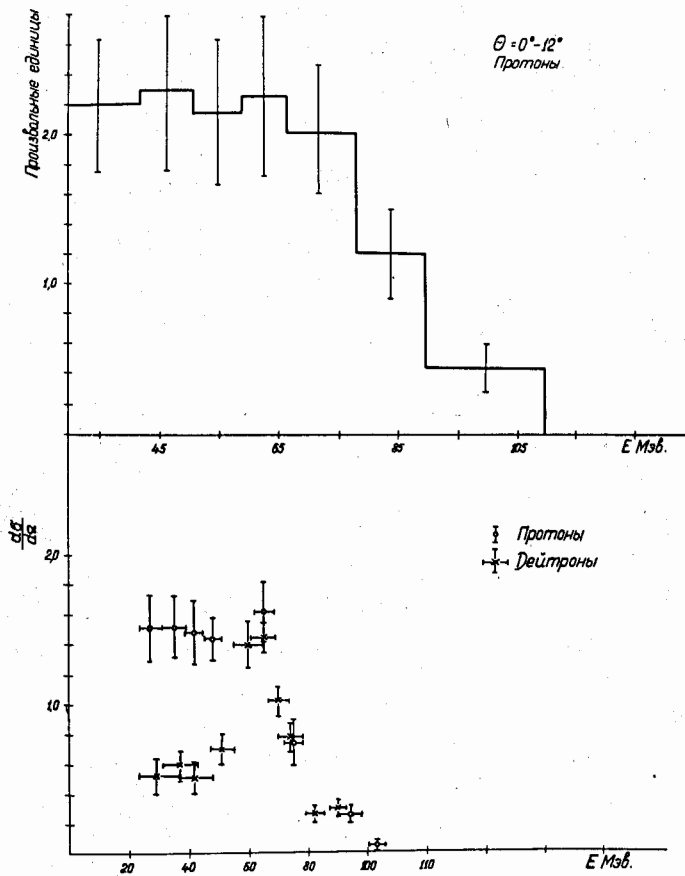 Произвольные единицы
Θ = 0°-12°
Протоны.
2,0
1,0
45 65 85 105 E Мэв.
dσ
dΩ
Протоны
Дейтроны
2,0
1,0
20 40 60 80 100 110 E Мэв.